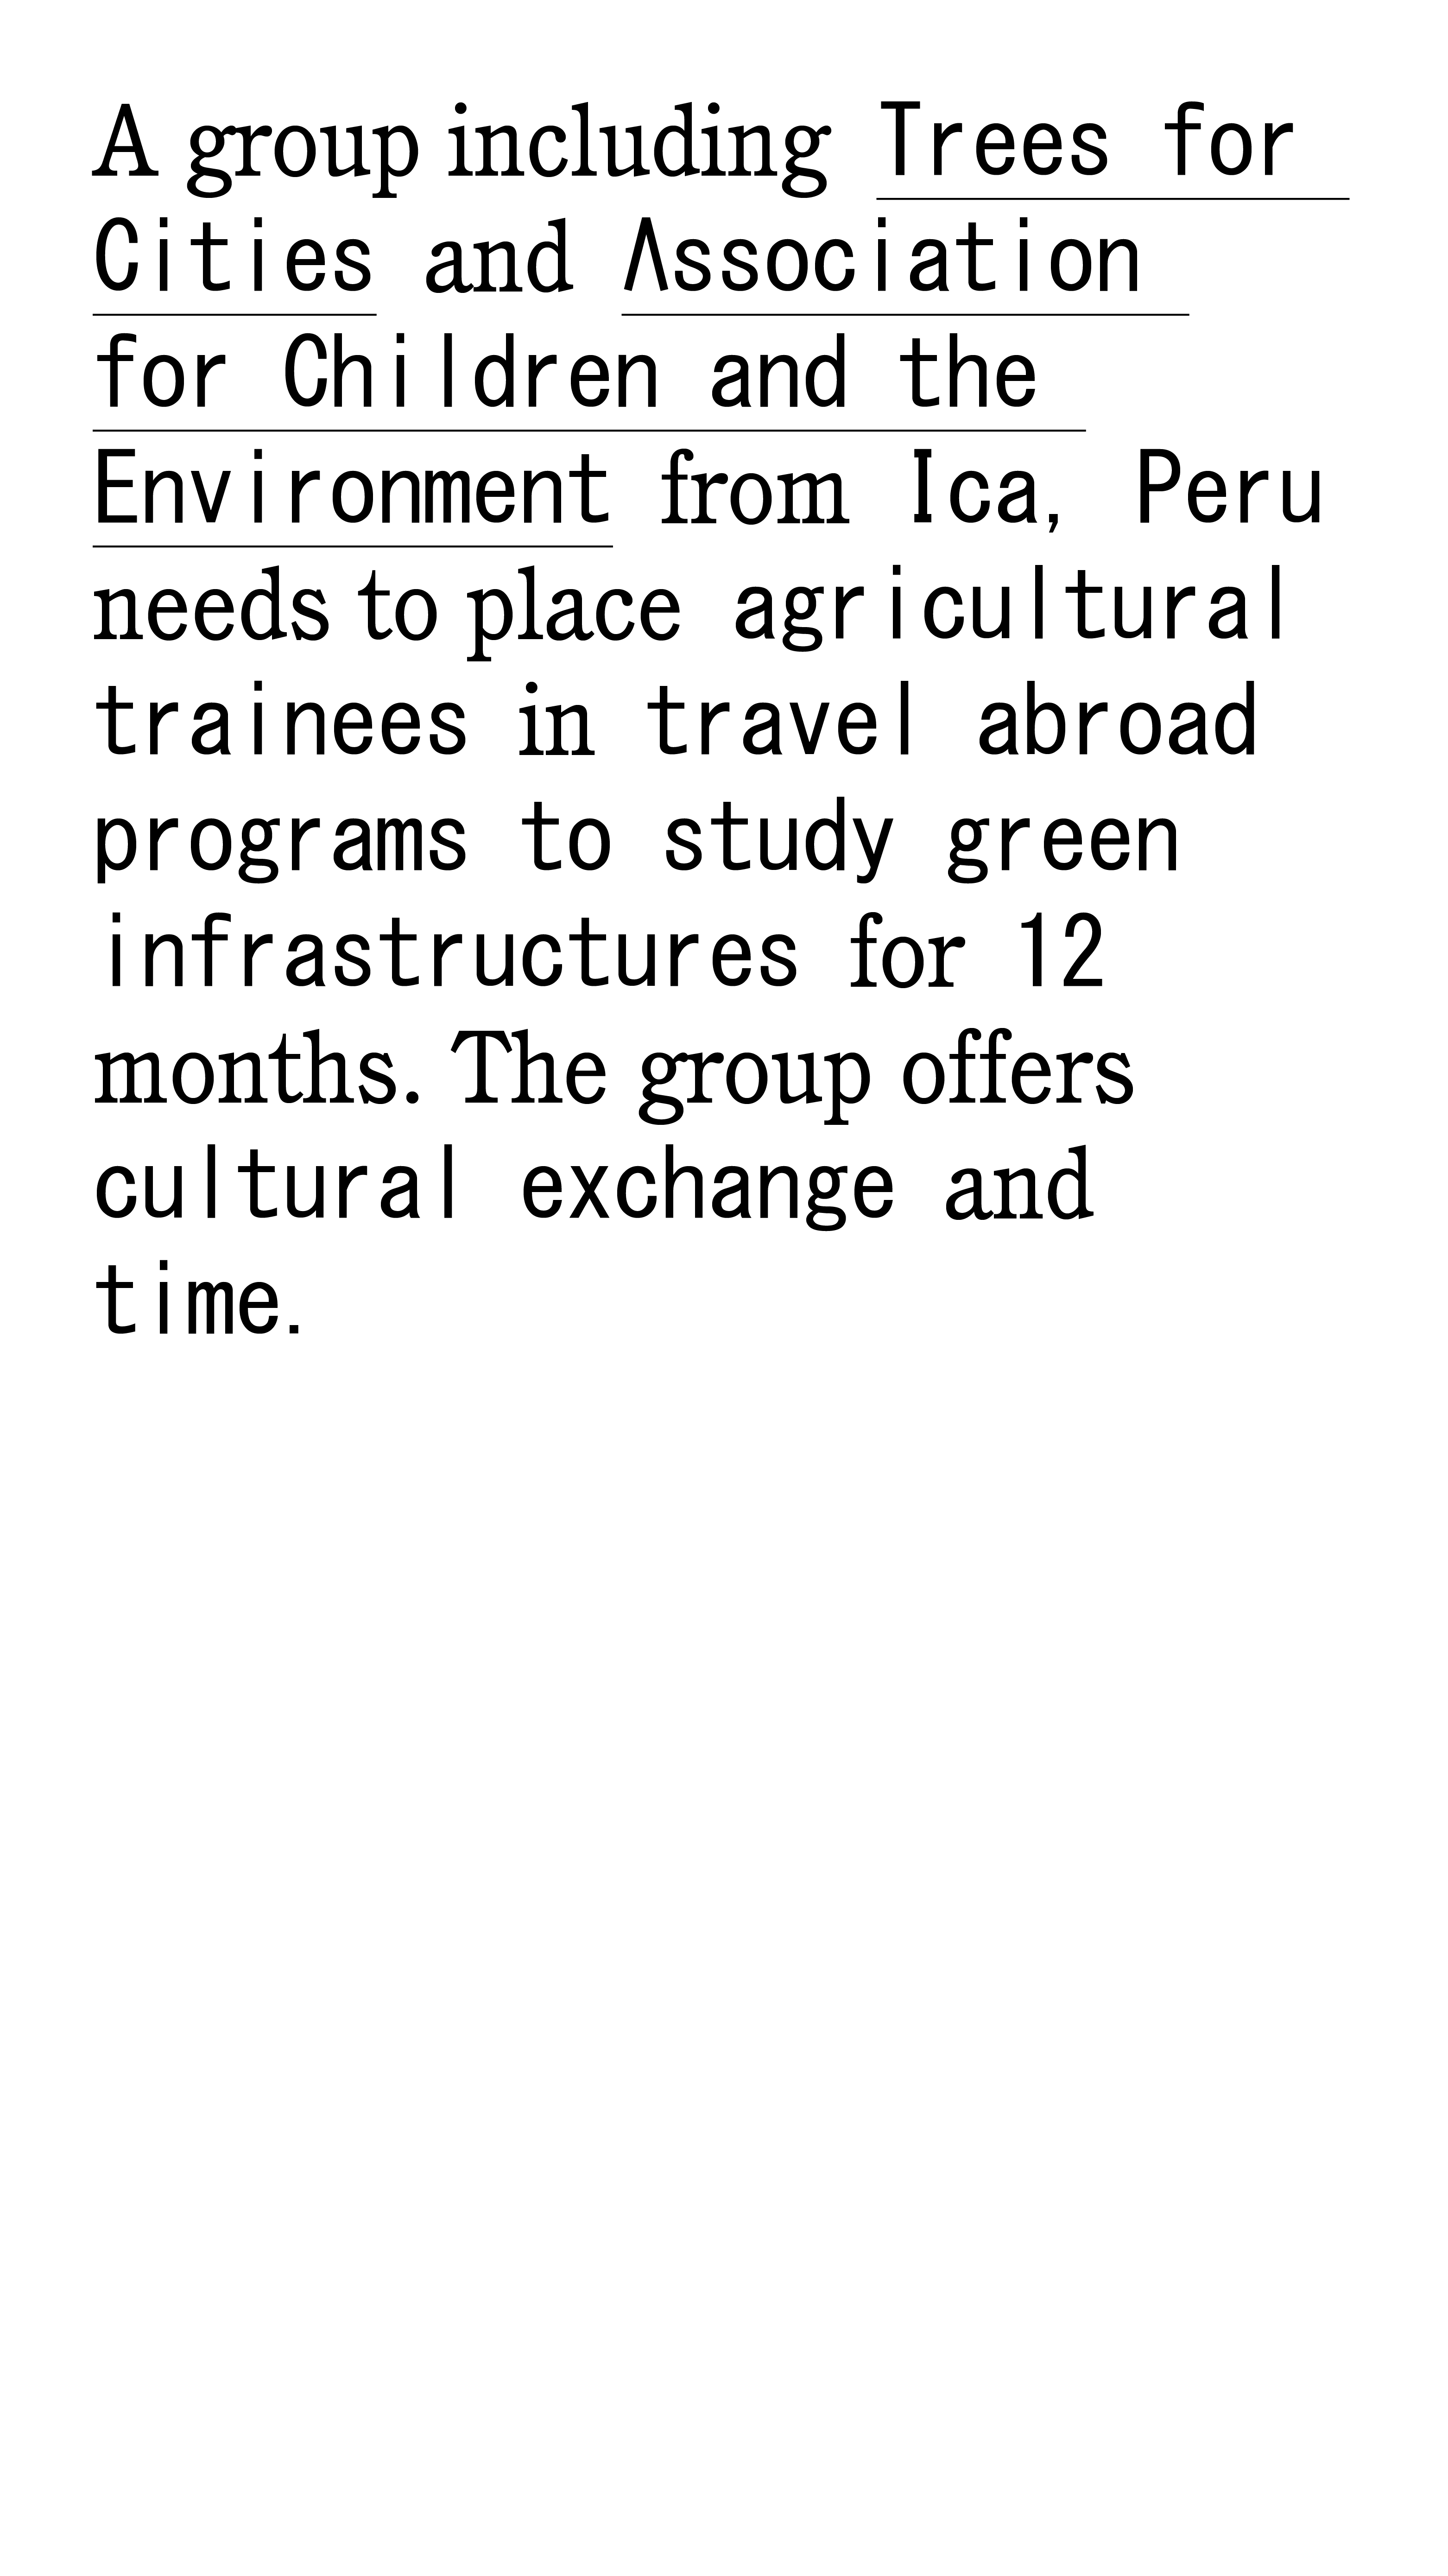 A group including Trees for
Cities and Association
for Children and the
Environment from Ica, Peru
needs to place agricultural
trainees in travel abroad
programs to study green
infrastructures for 12
months. The group offers
cultural exchange and
time.